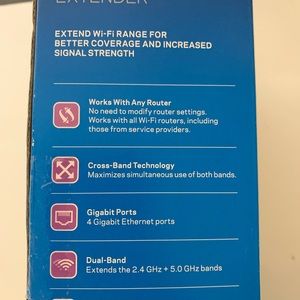 EXTENDER
EXTEND Wi-Fi RANGE FOR
BETTER COVERAGE AND INCREASED
SIGNAL STRENGTH
Works With Any Router
No need to modify router settings.
Works with all Wi-Fi routers, including
those from service providers.
Cross-Band Technology
Maximizes simultaneous use of both bands.
Gigabit Ports
4 Gigabit Ethernet ports
Dual-Band
Extends the 2.4 GHz + 5.0 GHz bands